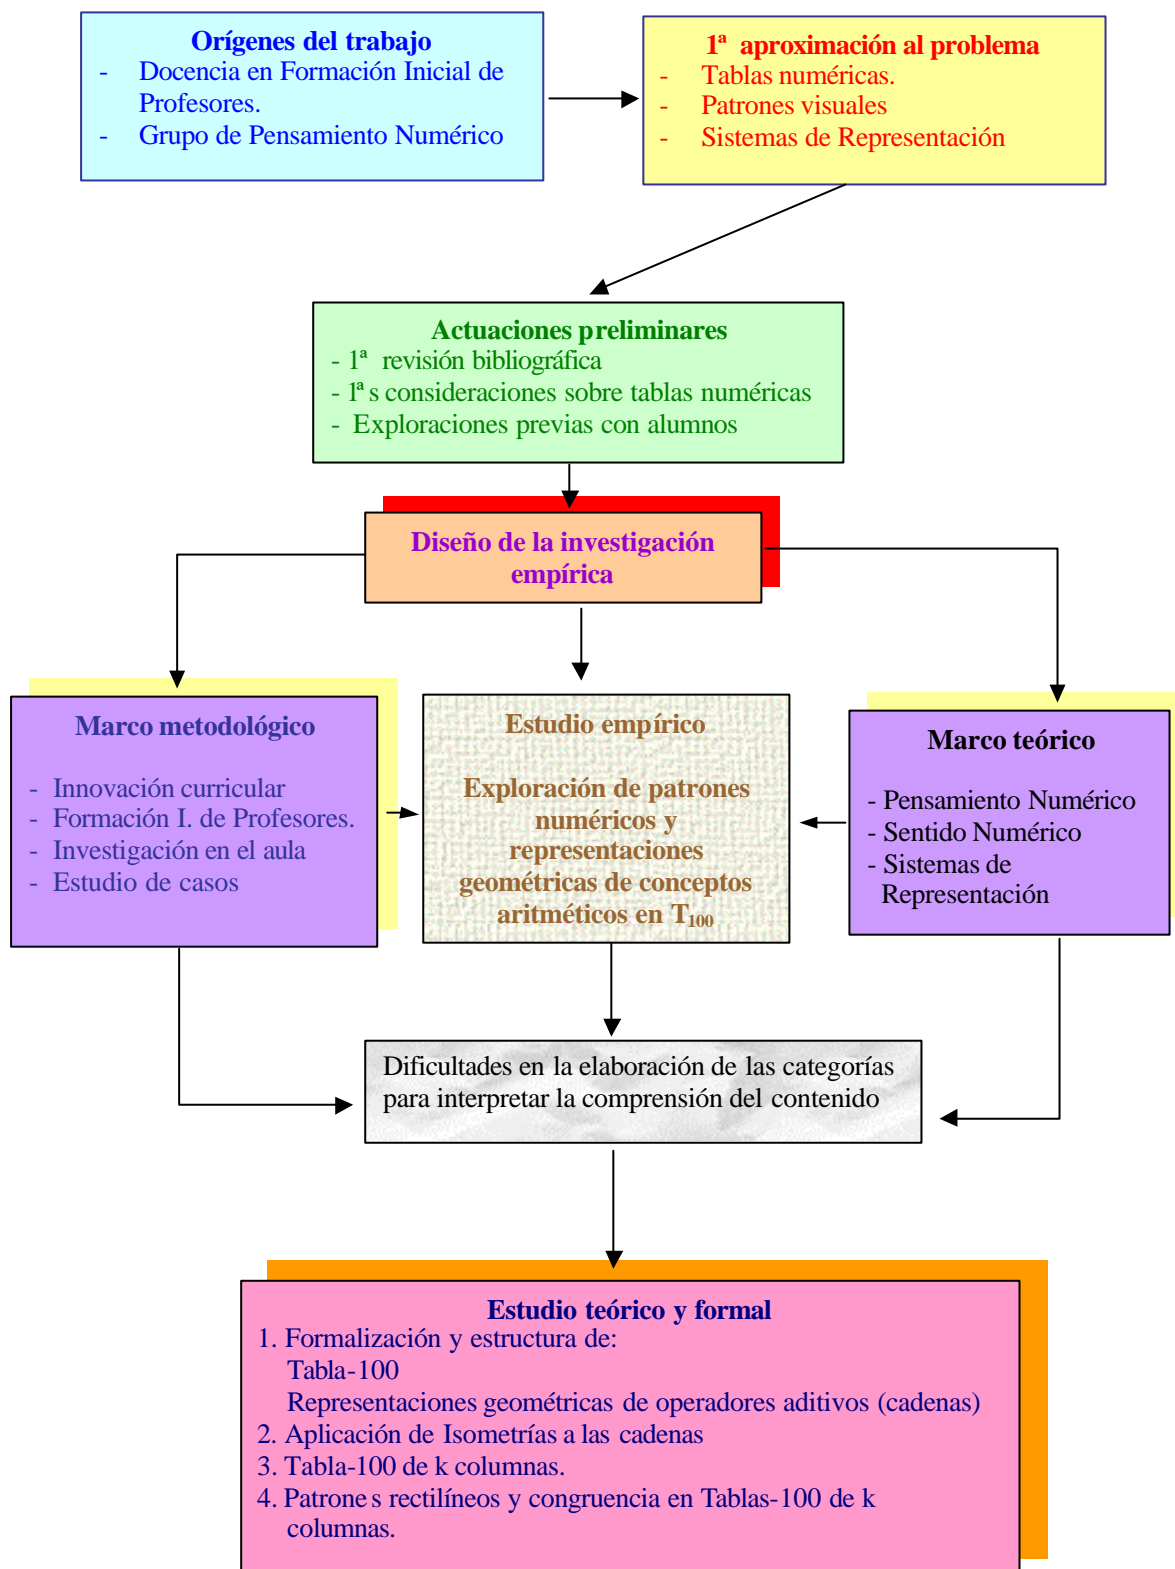 Orígenes del trabajo
- Docencia en Formación Inicial de
Profesores.
- Grupo de Pensamiento Numérico
1ª aproximación al problema
- Tablas numéricas.
- Patrones visuales
- Sistemas de Representación
Actuaciones preliminares
- 1ª revisión bibliográfica
- 1ª s consideraciones sobre tablas numéricas
- Exploraciones previas con alumnos
Diseño de la investigación
empírica
Marco metodológico
- Innovación curricular
- Formación I. de Profesores.
- Investigación en el aula
- Estudio de casos
Estudio empírico
Exploración de patrones
numéricos y
representaciones
geométricas de conceptos
aritméticos en T₁₀₀
Marco teórico
- Pensamiento Numérico
- Sentido Numérico
- Sistemas de
Representación
Dificultades en la elaboración de las categorías
para interpretar la comprensión del contenido
Estudio teórico y formal
1. Formalización y estructura de:
Tabla-100
Representaciones geométricas de operadores aditivos (cadenas)
2. Aplicación de Isometrías a las cadenas
3. Tabla-100 de k columnas.
4. Patrone s rectilíneos y congruencia en Tablas-100 de k
columnas.